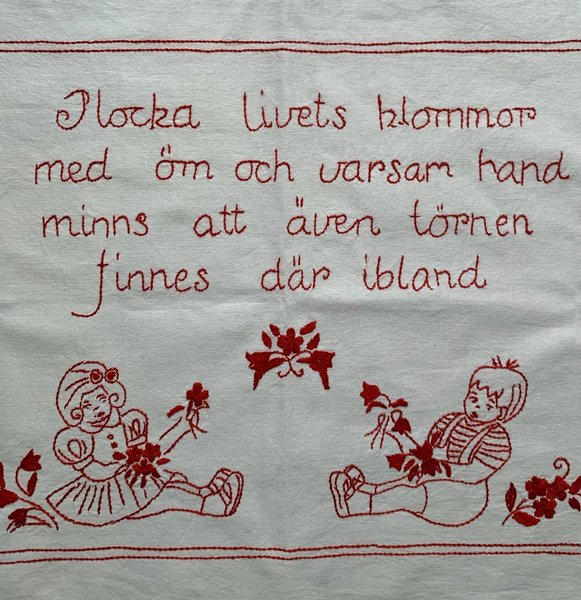 Plocka livets blommor
med öm och varsam hand
minns att även törnen
finnes där ibland